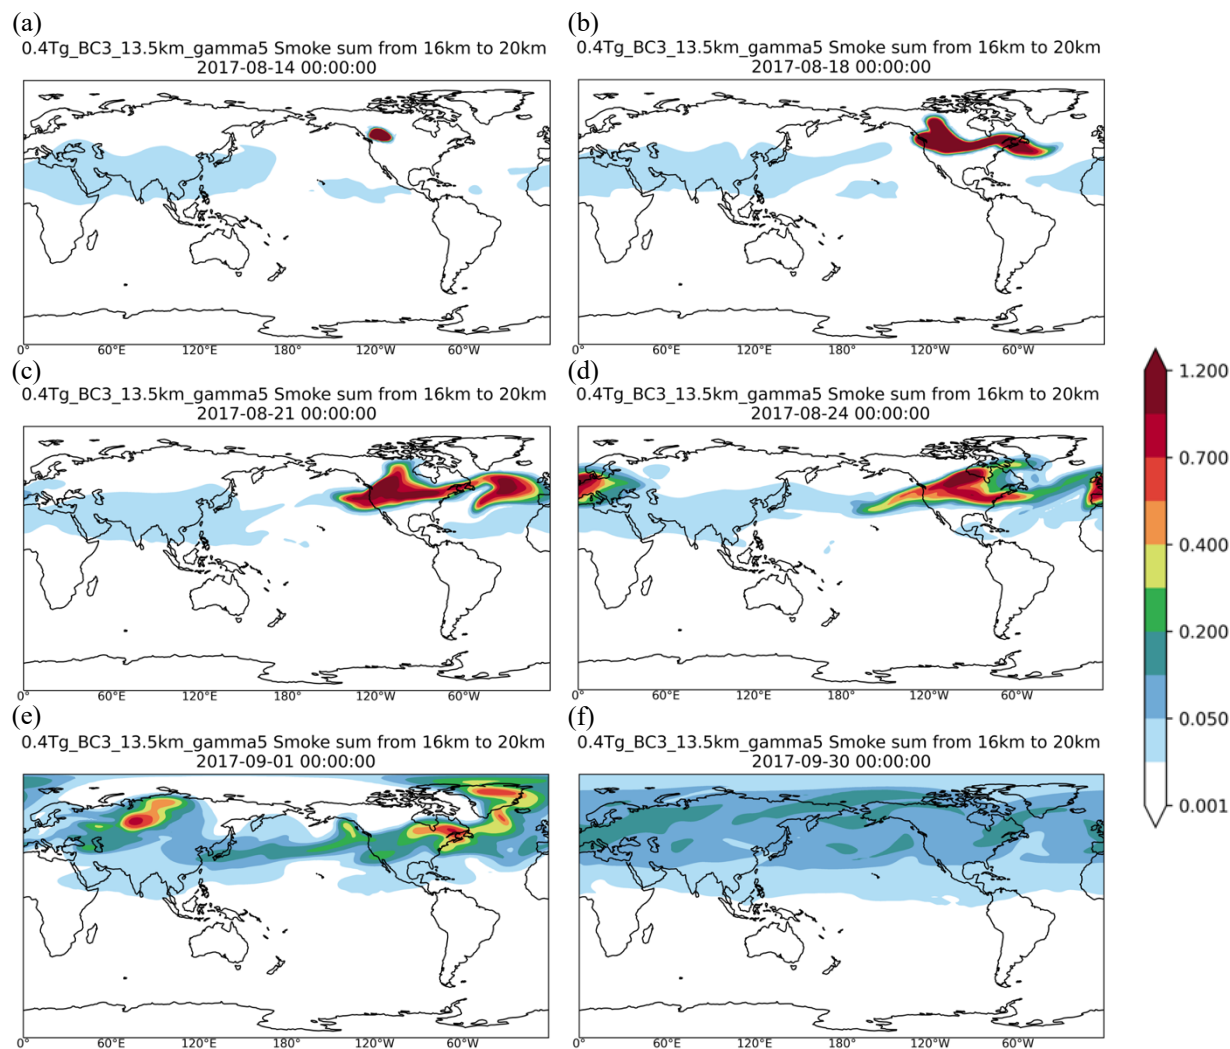 (a)
0.4Tg_BC3_13.5km_gamma5 Smoke sum from 16km to 20km
2017-08-14 00:00:00
0° 60°E 120°E 180° 120°W 60°W
(b)
0.4Tg_BC3_13.5km_gamma5 Smoke sum from 16km to 20km
2017-08-18 00:00:00
0° 60°E 120°E 180° 120°W 60°W
(c)
0.4Tg_BC3_13.5km_gamma5 Smoke sum from 16km to 20km
2017-08-21 00:00:00
0° 60°E 120°E 180° 120°W 60°W
(d)
0.4Tg_BC3_13.5km_gamma5 Smoke sum from 16km to 20km
2017-08-24 00:00:00
0° 60°E 120°E 180° 120°W 60°W
(e)
0.4Tg_BC3_13.5km_gamma5 Smoke sum from 16km to 20km
2017-09-01 00:00:00
0° 60°E 120°E 180° 120°W 60°W
(f)
0.4Tg_BC3_13.5km_gamma5 Smoke sum from 16km to 20km
2017-09-30 00:00:00
0° 60°E 120°E 180° 120°W 60°W
1.200
0.700
0.400
0.200
0.050
0.001